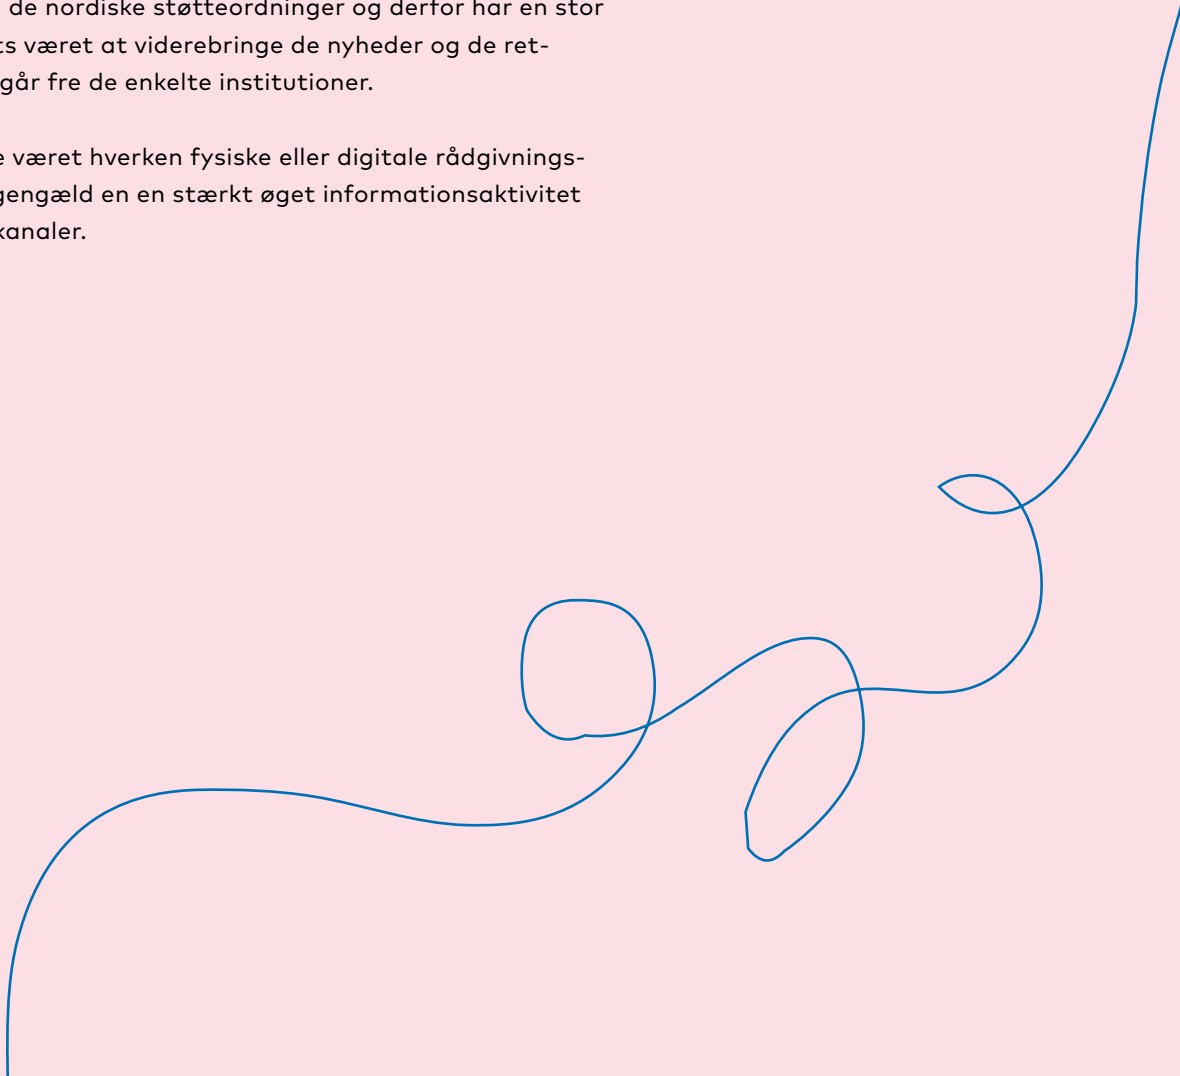 de nordiske støtteordninger og derfor har en stor
ts været at viderebringe de nyheder og de ret-
går fre de enkelte institutioner.
e været hverken fysiske eller digitale rådgivnings-
gengæld en en stærkt øget informationsaktivitet
kanaler.